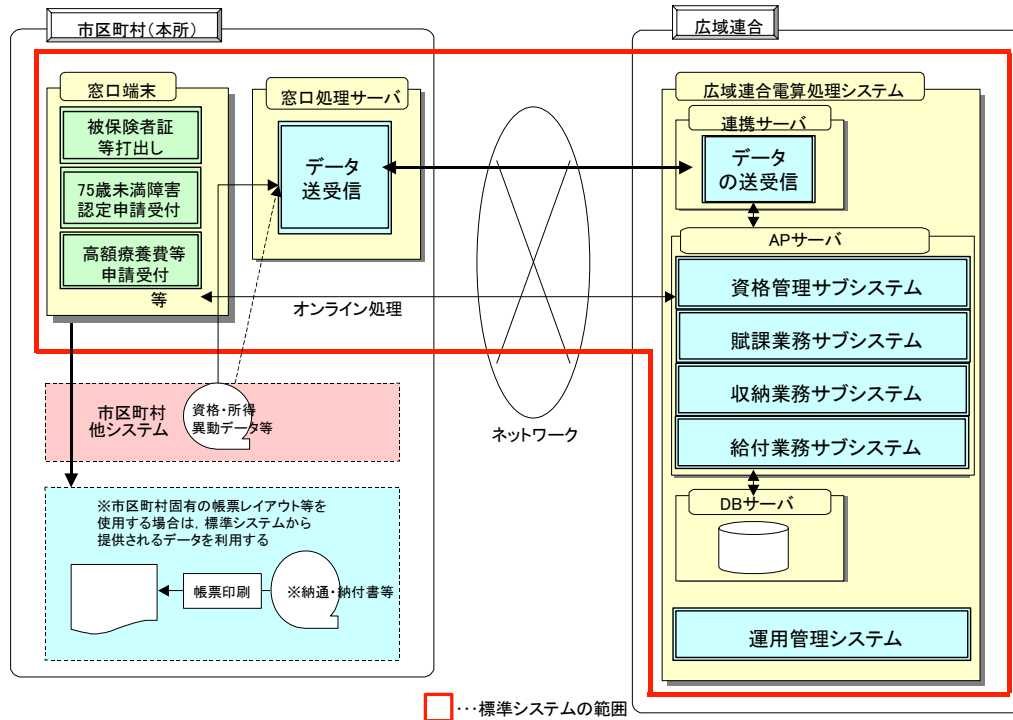 市区町村（本所）
窓口端末
被保険者証
等打出し
75歳未満障害
認定申請受付
高額療養費等
申請受付
等
窓口処理サーバ
データ
送受信
オンライン処理
市区町村
他システム
資格・所得
異動データ等
※市区町村固有の帳票レイアウト等を
使用する場合は，標準システムから
提供されるデータを利用する
帳票印刷
※納通・納付書等
ネットワーク
広域連合
広域連合電算処理システム
連携サーバ
データ
の送受信
APサーバ
資格管理サブシステム
賦課業務サブシステム
収納業務サブシステム
給付業務サブシステム
DBサーバ
運用管理システム
…標準システムの範囲